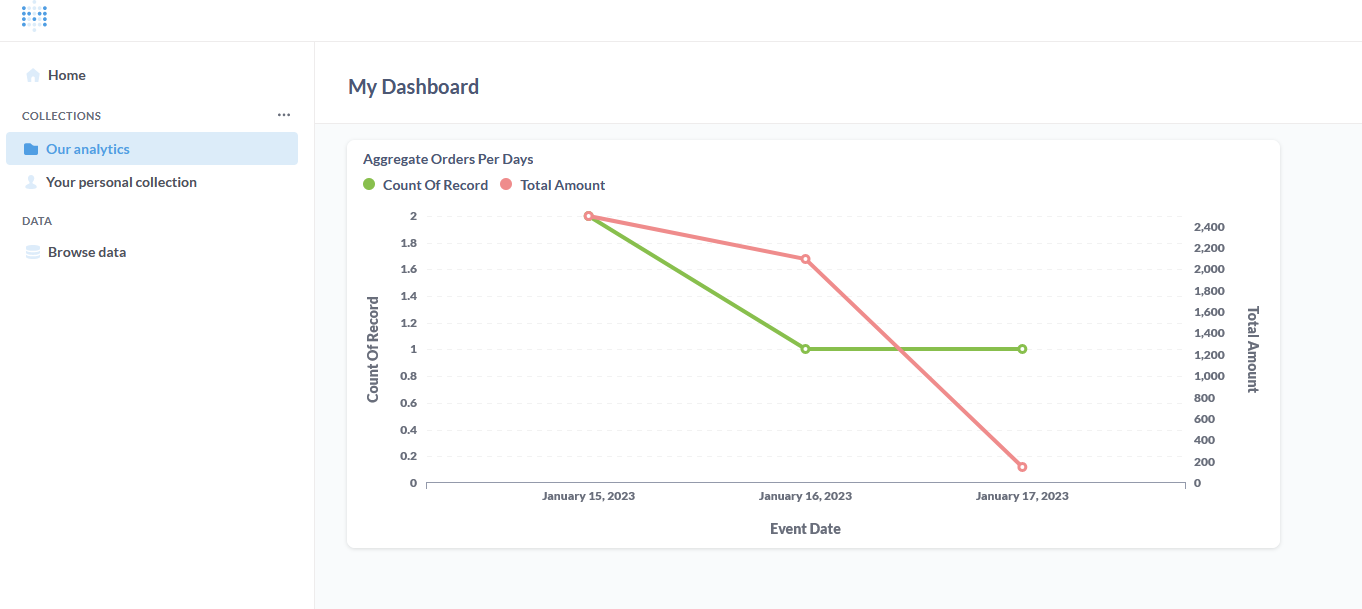 Home
COLLECTIONS
Our analytics
Your personal collection
DATA
Browse data
My Dashboard
Aggregate Orders Per Days
Count Of Record Total Amount
Count Of Record
2
1.8
1.6
1.4
1.2
1
0.8
0.6
0.4
0.2
0
2,400
2,200
2,000
1,800
1,600
1,400
1,200
1,000
800
600
400
200
0
Total Amount
January 15, 2023 January 16, 2023 January 17, 2023
Event Date